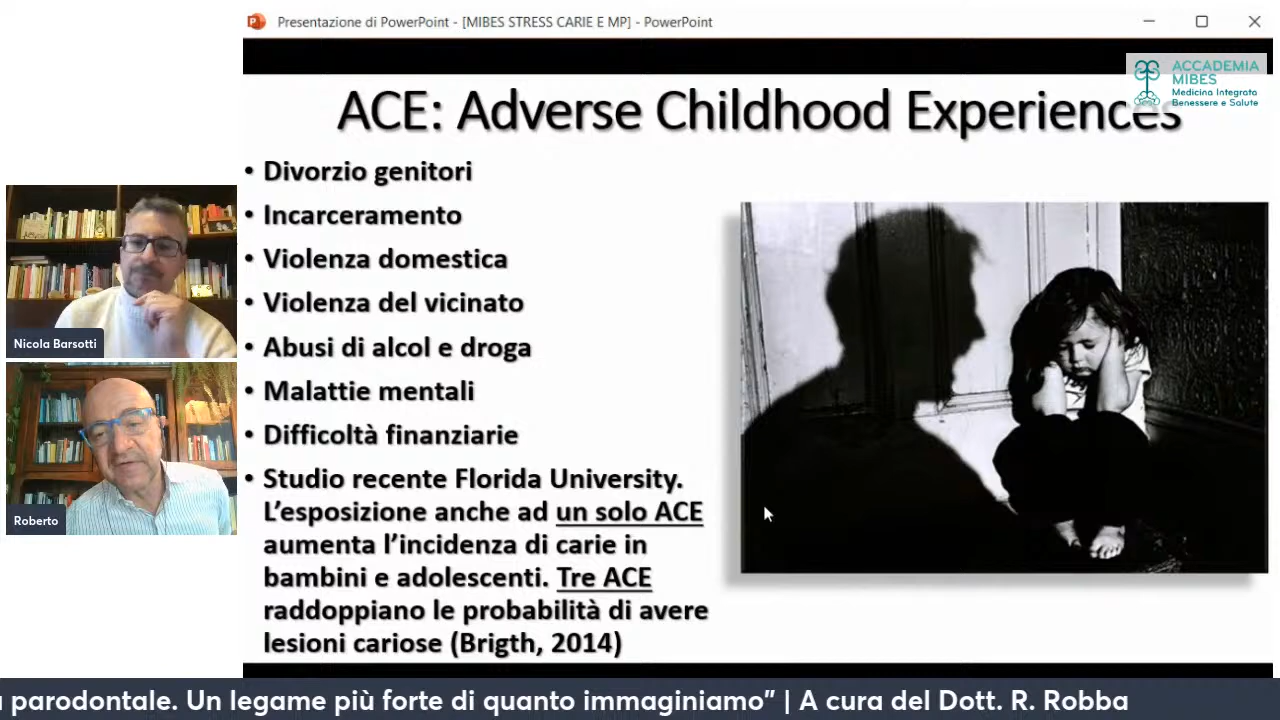 Presentazione di PowerPoint - [MIBES STRESS CARIE E MP] - PowerPoint
ACCADEMIA
MIBES
Medicina Integrata
Benessere e Salute
ACE: Adverse Childhood Experiences
• Divorzio genitori
• Incarceramento
• Violenza domestica
• Violenza del vicinato
• Abusi di alcol e droga
• Malattie mentali
• Difficoltà finanziarie
• Studio recente Florida University.
L’esposizione anche ad un solo ACE
aumenta l’incidenza di carie in
bambini e adolescenti. Tre ACE
raddoppiano le probabilità di avere
lesioni cariose (Brigth, 2014)
Nicola Barsotti
Roberto
a parodontale. Un legame più forte di quanto immaginiamo” | A cura del Dott. R. Robba